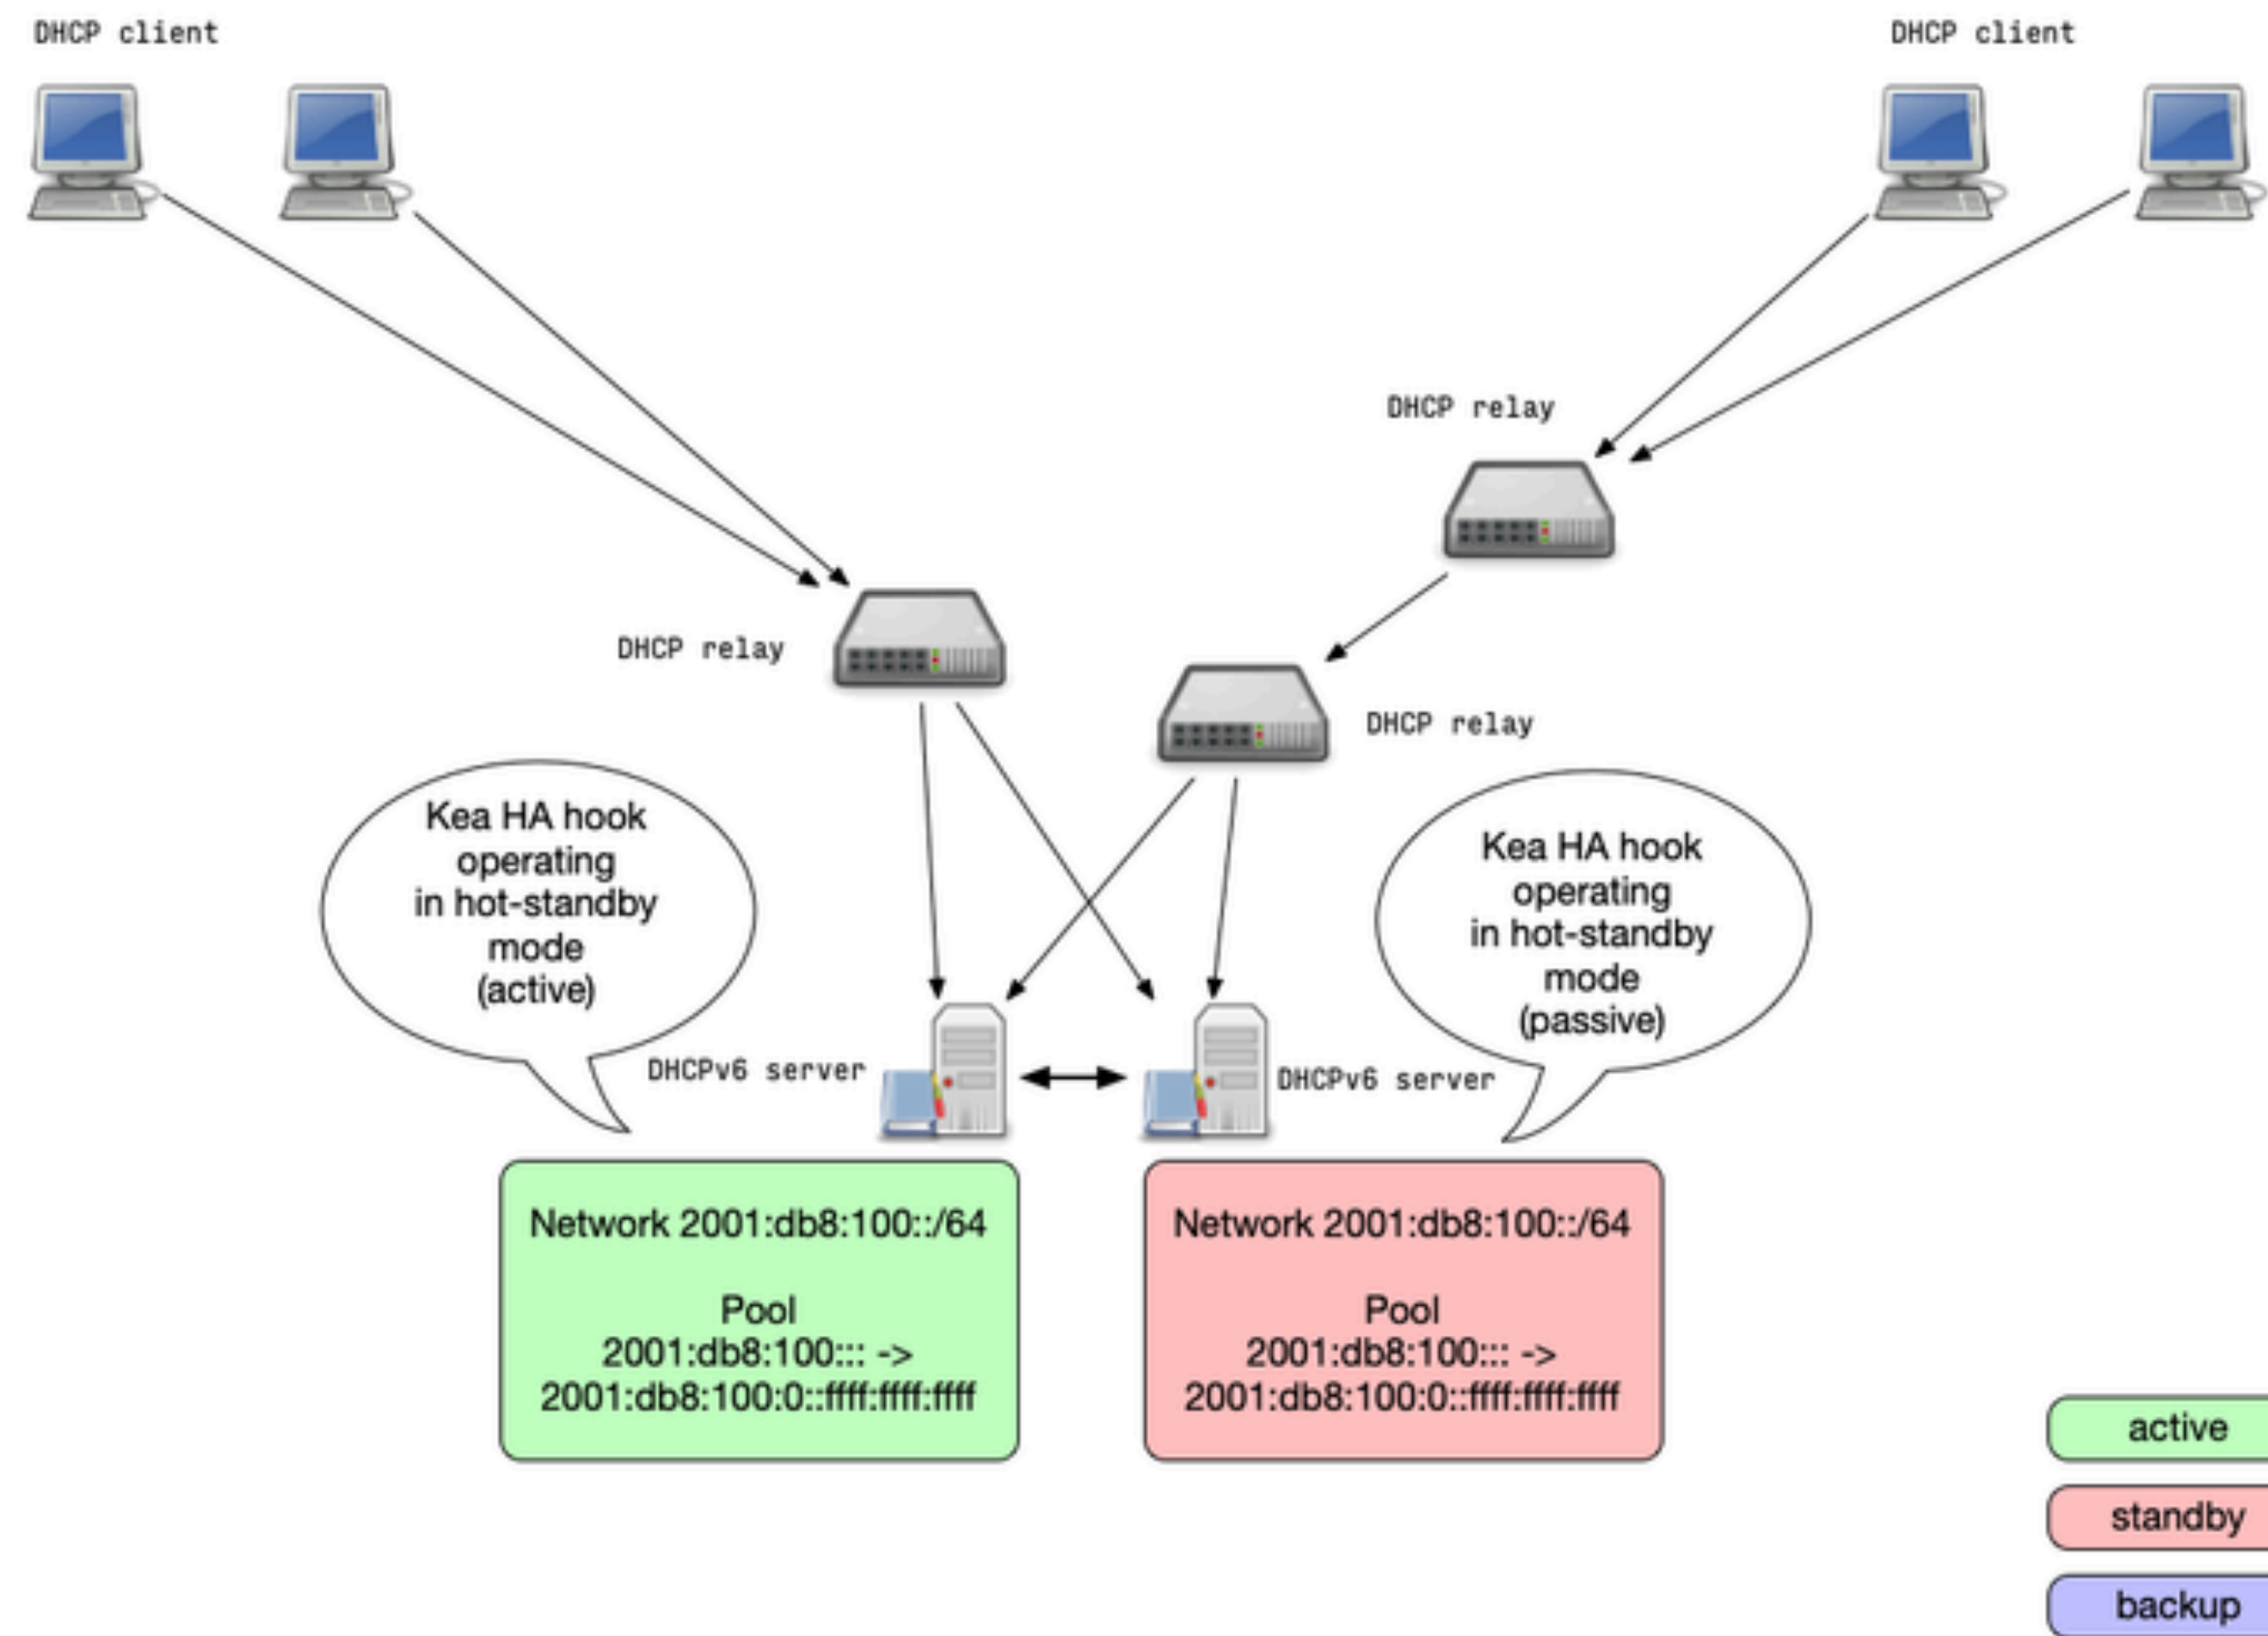 DHCP client
DHCP client
DHCP relay
DHCP relay
DHCP relay
Kea HA hook
operating
in hot-standby
mode
(active)
Kea HA hook
operating
in hot-standby
mode
(passive)
DHCPv6 server
DHCPv6 server
Network 2001:db8:100::/64
Pool
2001:db8:100::: ->
2001:db8:100:0::ffff:ffff:ffff
Network 2001:db8:100::/64
Pool
2001:db8:100::: ->
2001:db8:100:0::ffff:ffff:ffff
active
standby
backup